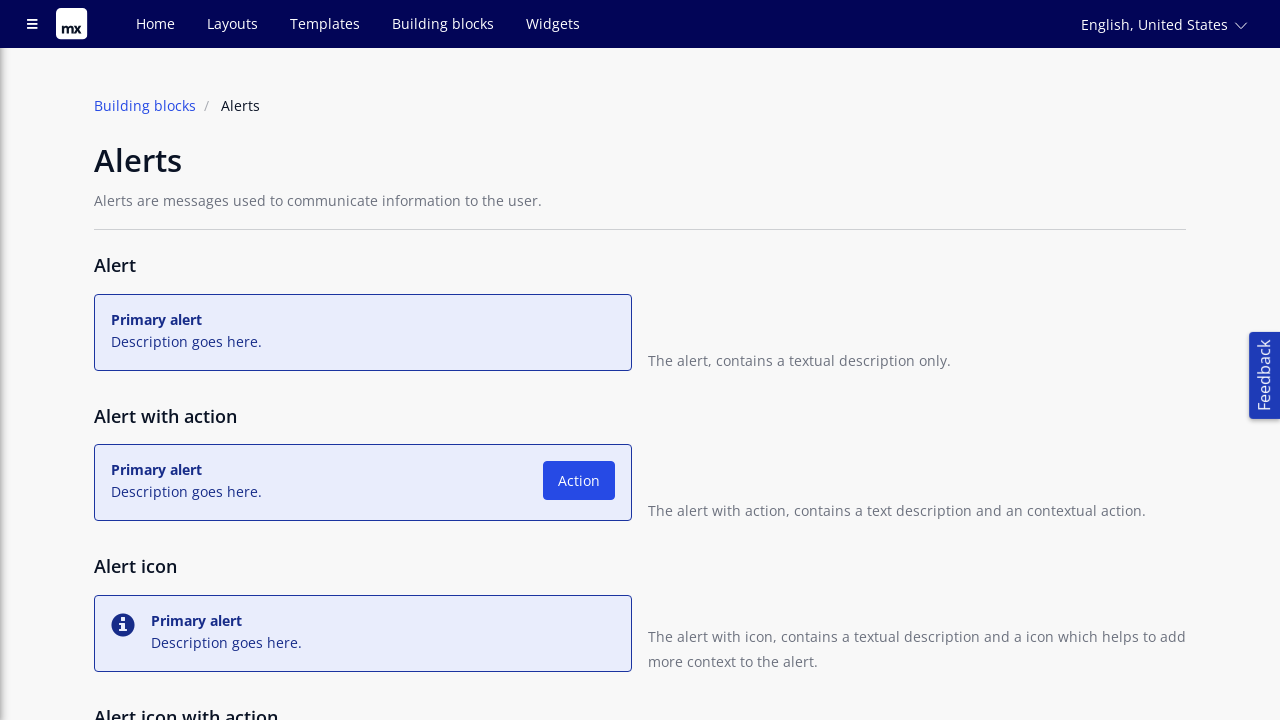 mx
Home
Layouts
Templates
Building blocks
Widgets
English, United States
Building blocks / Alerts
Alerts
Alerts are messages used to communicate information to the user.
Alert
Primary alert
Description goes here.
The alert, contains a textual description only.
Feedback
Alert with action
Primary alert
Description goes here.
Action
The alert with action, contains a text description and an contextual action.
Alert icon
Primary alert
Description goes here.
The alert with icon, contains a textual description and a icon which helps to add
more context to the alert.
Alert icon with action